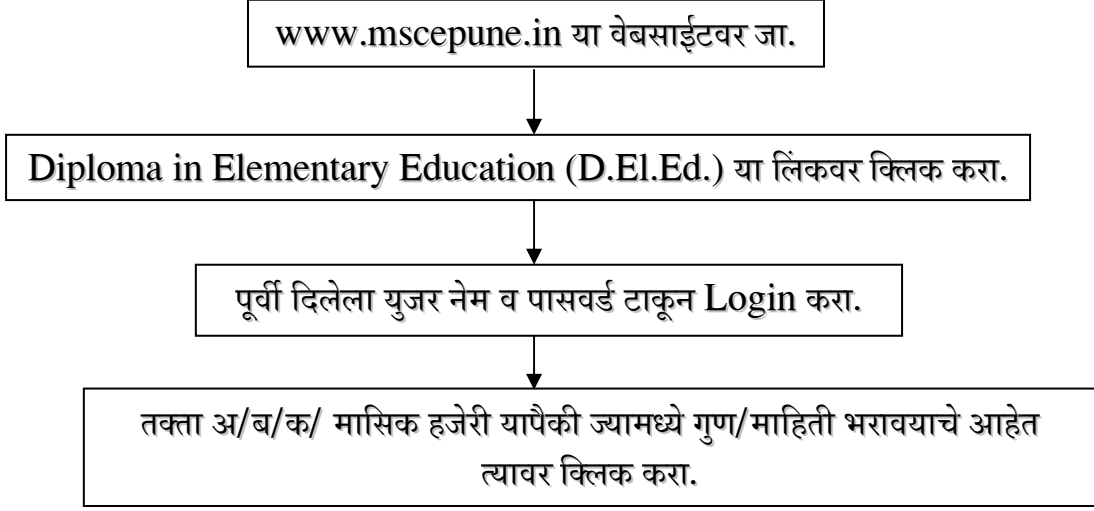 www.mscepune.in या वेबसाईटवर जा.
Diploma in Elementary Education (D.El.Ed.) या लिंकवर क्लिक करा.
पूर्वी दिलेला युजर नेम व पासवर्ड टाकून Login करा.
तक्ता अ/ब/क/ मासिक हजेरी यापैकी ज्यामध्ये गुण/माहिती भरावयाचे आहेत
त्यावर क्लिक करा.